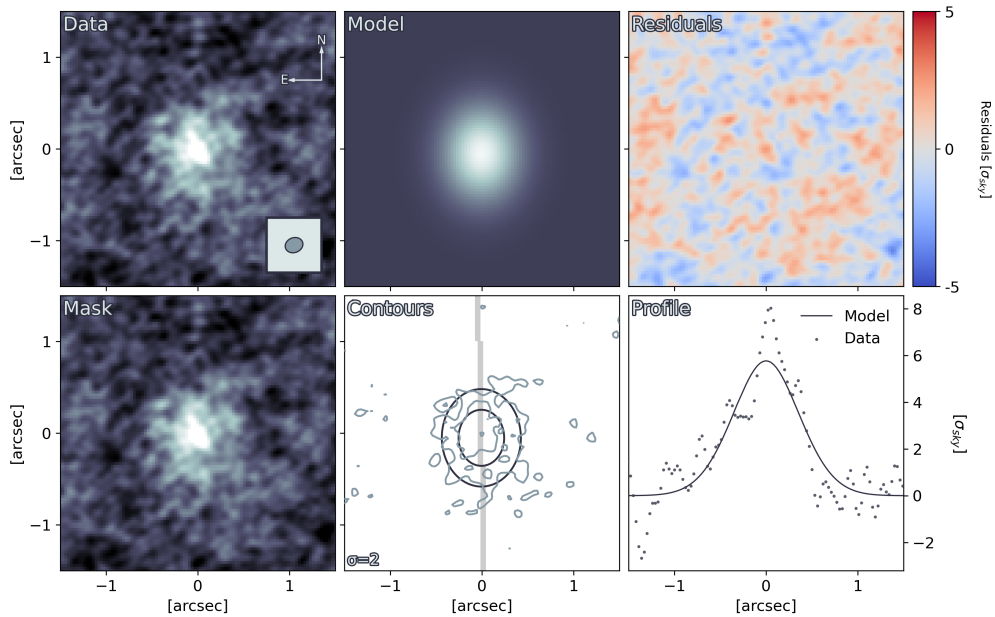 Data
N
E
1
0
−1
[arcsec]
Model
Residuals
5
0
-5
Residuals [σsky]
Mask
1
0
−1
[arcsec]
−1 0 1
[arcsec]
Contours
σ=2
−1 0 1
[arcsec]
Profile
Model
Data
8
6
4
2
0
−2
[σsky]
−1 0 1
[arcsec]